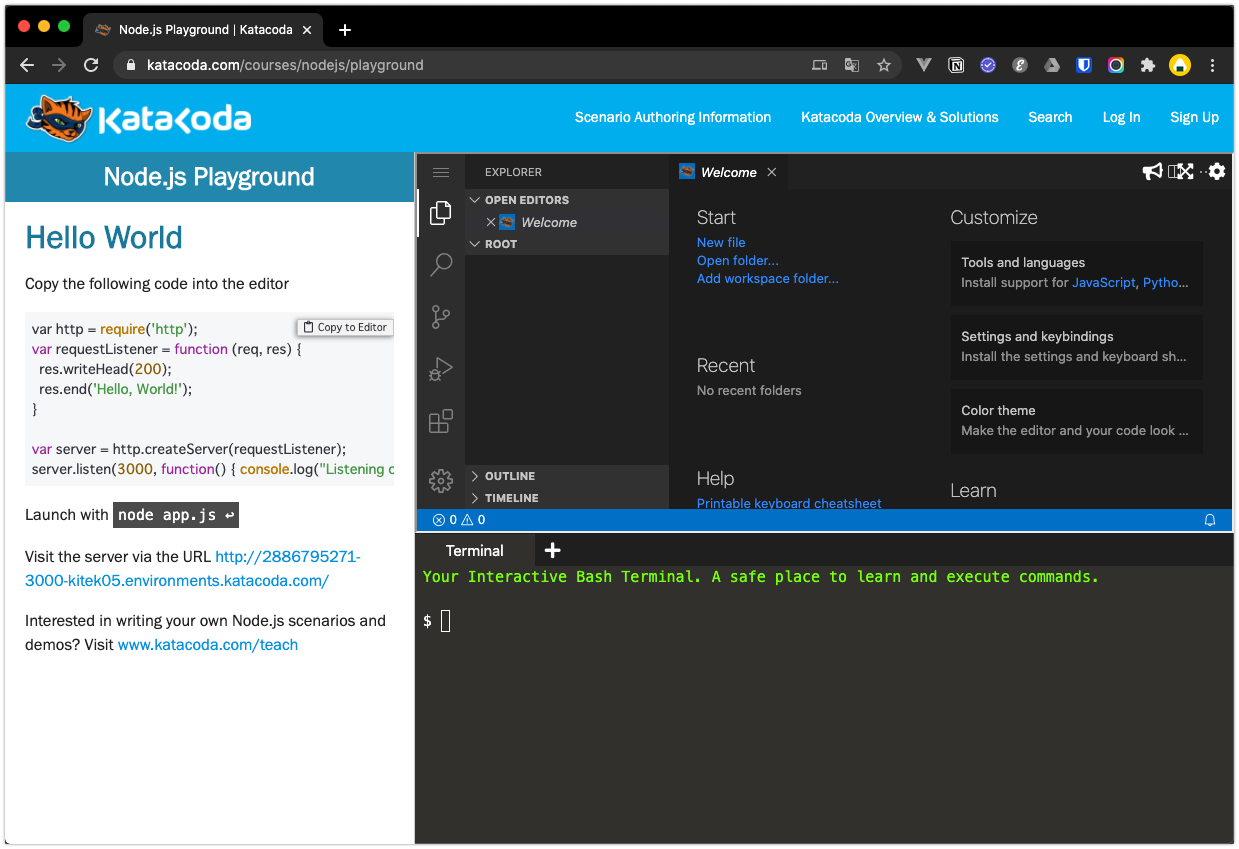 Node.js Playground | Katacoda
katacoda.com/courses/nodejs/playground
Katacoda
Scenario Authoring Information
Katacoda Overview & Solutions
Search
Log In
Sign Up
Node.js Playground
Hello World
Copy the following code into the editor
Copy to Editor
var http = require('http');
var requestListener = function (req, res) {
  res.writeHead(200);
  res.end('Hello, World!');
}
var server = http.createServer(requestListener);
server.listen(3000, function() { console.log("Listening o
Launch with node app.js ↩
Visit the server via the URL http://2886795271-
3000-kitek05.environments.katacoda.com/
Interested in writing your own Node.js scenarios and
demos? Visit www.katacoda.com/teach
EXPLORER
OPEN EDITORS
Welcome
ROOT
OUTLINE
TIMELINE
Welcome
Start
New file
Open folder...
Add workspace folder...
Recent
No recent folders
Help
Printable keyboard cheatsheet
Customize
Tools and languages
Install support for JavaScript, Pytho...
Settings and keybindings
Install the settings and keyboard sh...
Color theme
Make the editor and your code look ...
Learn
0 0
Terminal
Your Interactive Bash Terminal. A safe place to learn and execute commands.
$